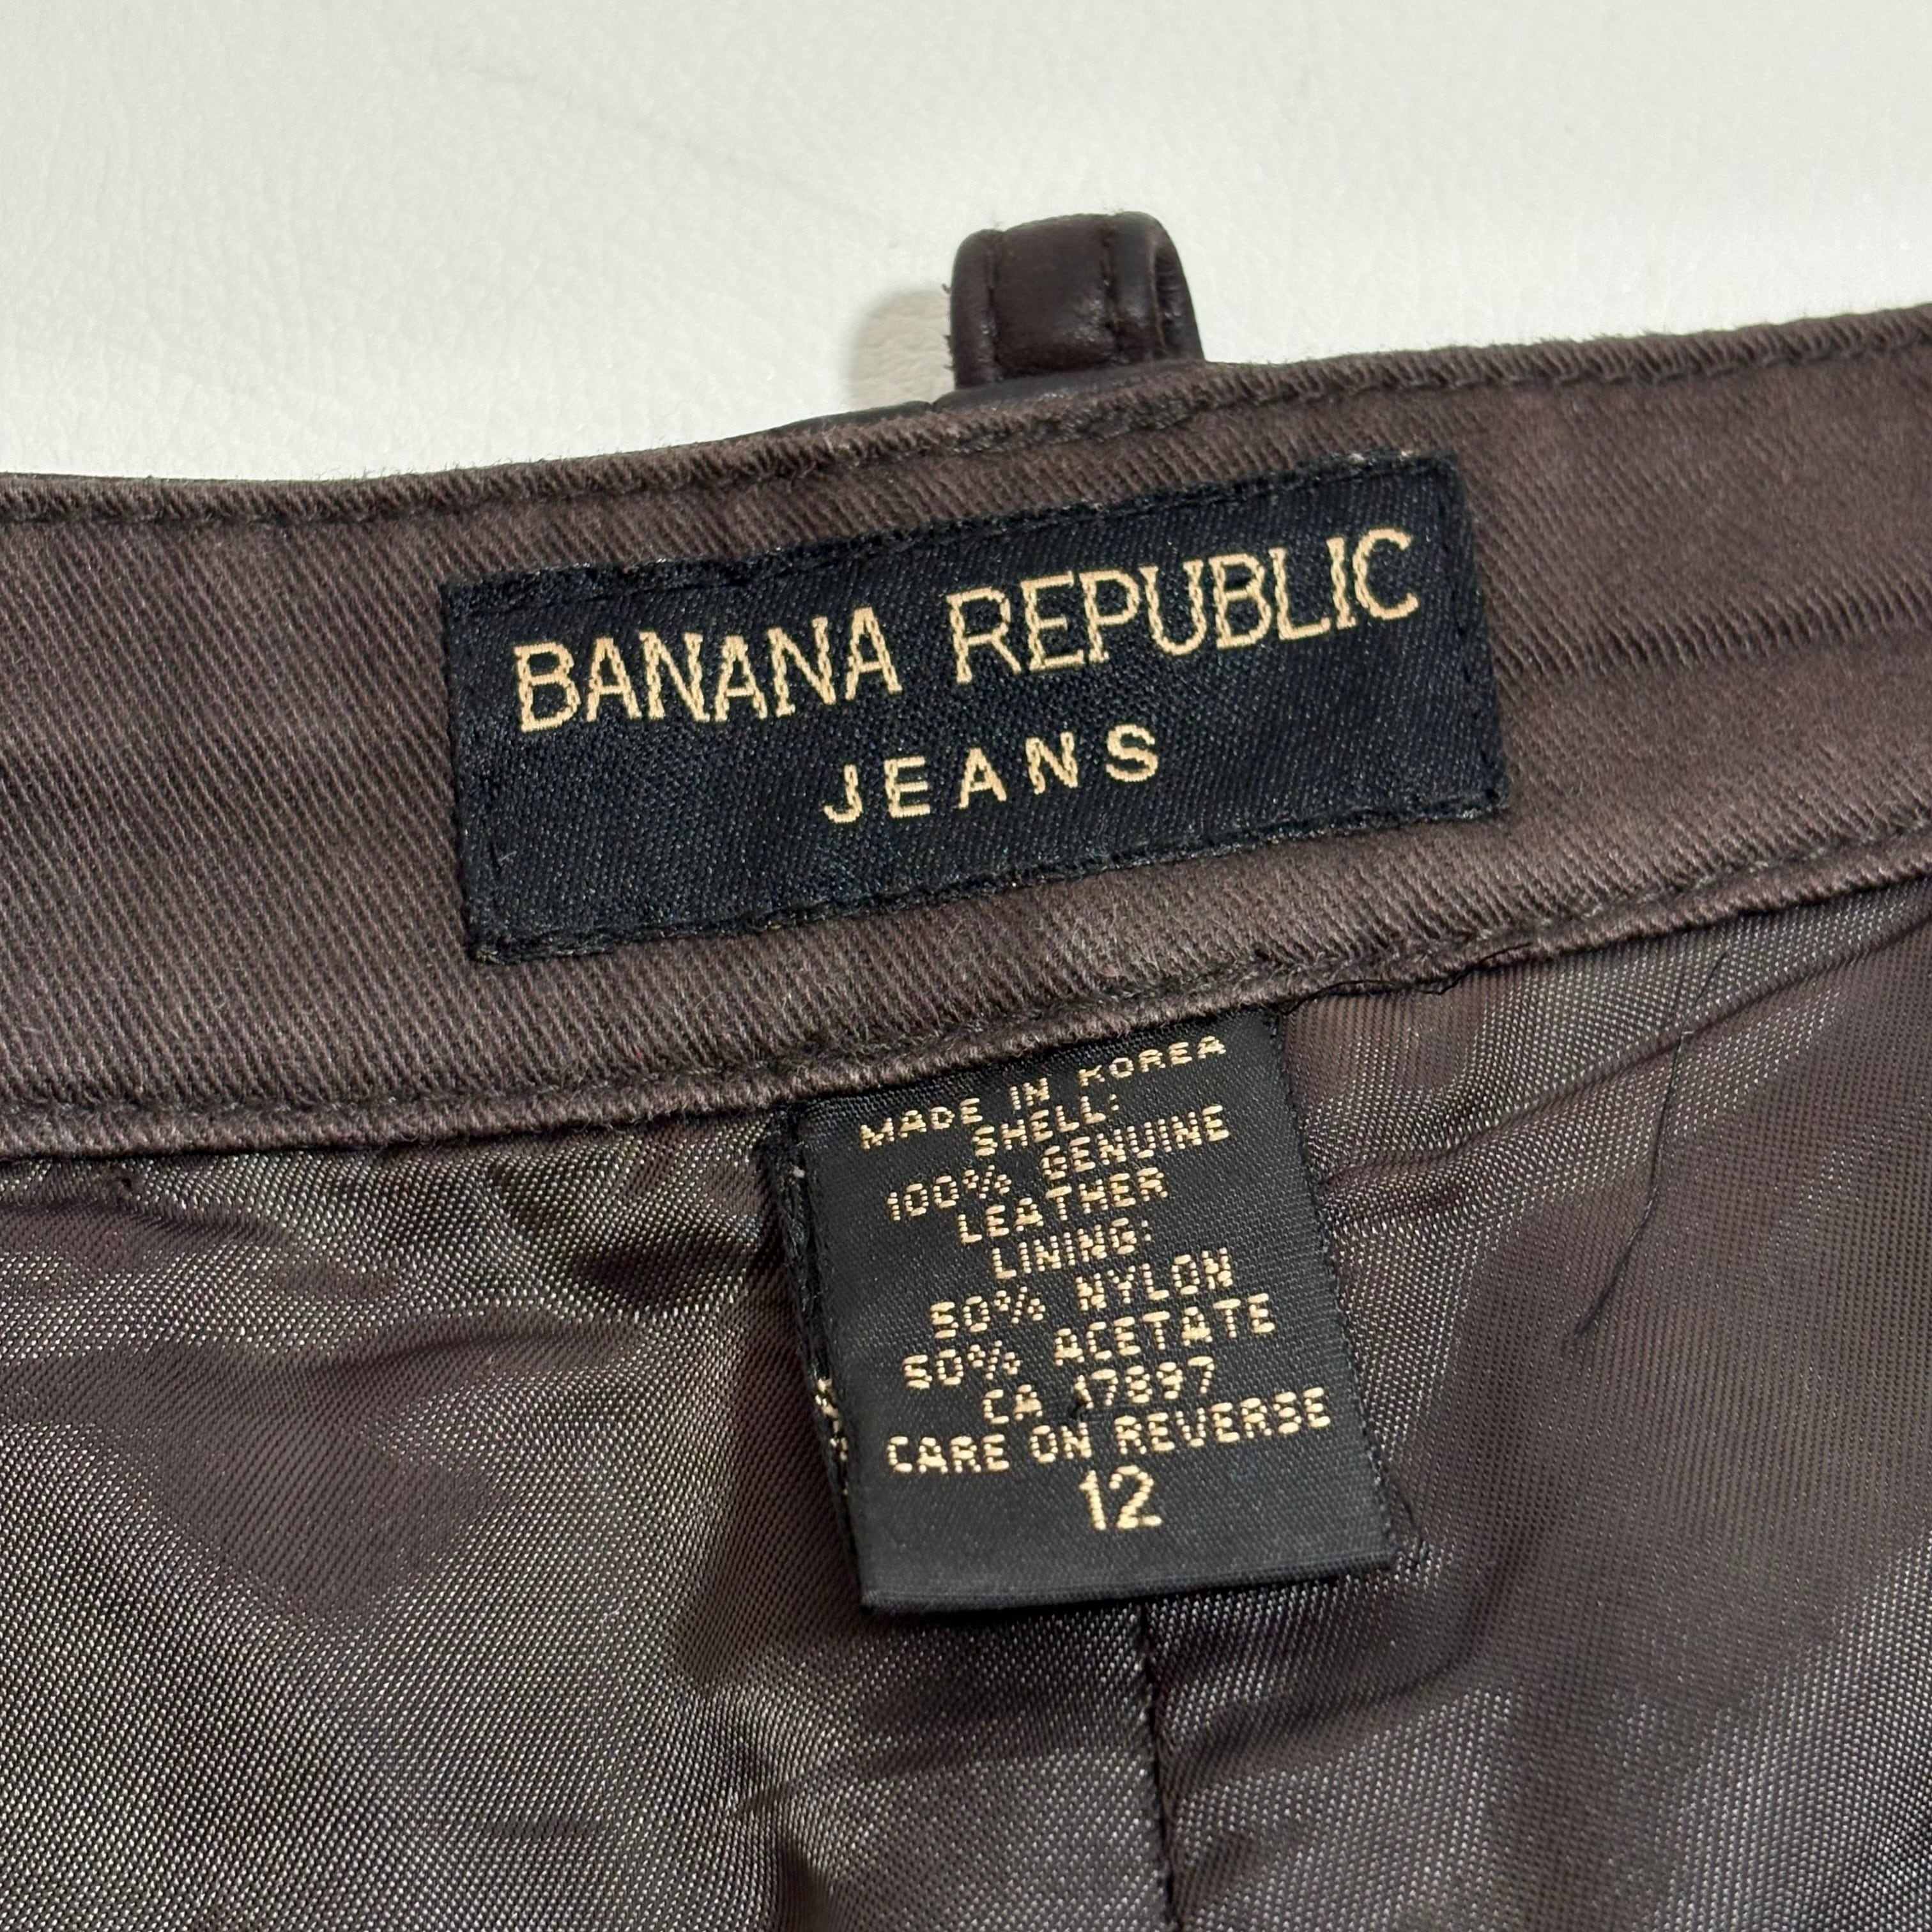 BANANA REPUBLIC
JEANS
MADE IN KOREA
SHELL:
100% GENUINE
LEATHER
LINING:
50% NYLON
50% ACETATE
CA 17897
CARE ON REVERSE
12